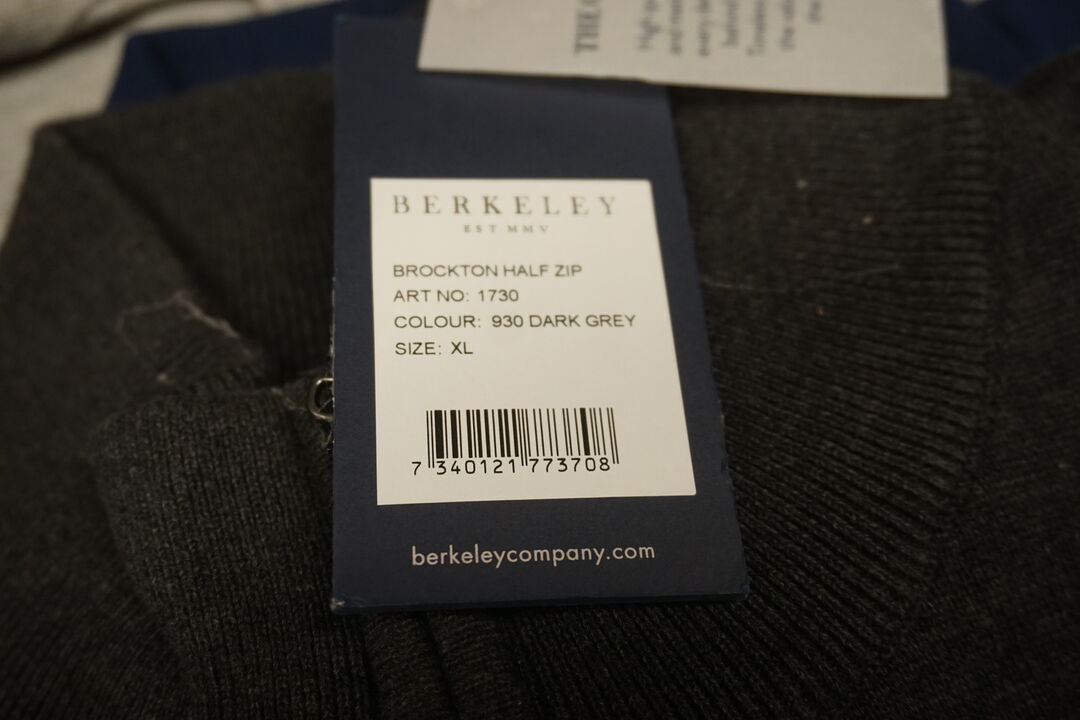 BERKELEY
EST MMV
BROCKTON HALF ZIP
ART NO: 1730
COLOUR: 930 DARK GREY
SIZE: XL
7 340121 773708
berkeleycompany.com